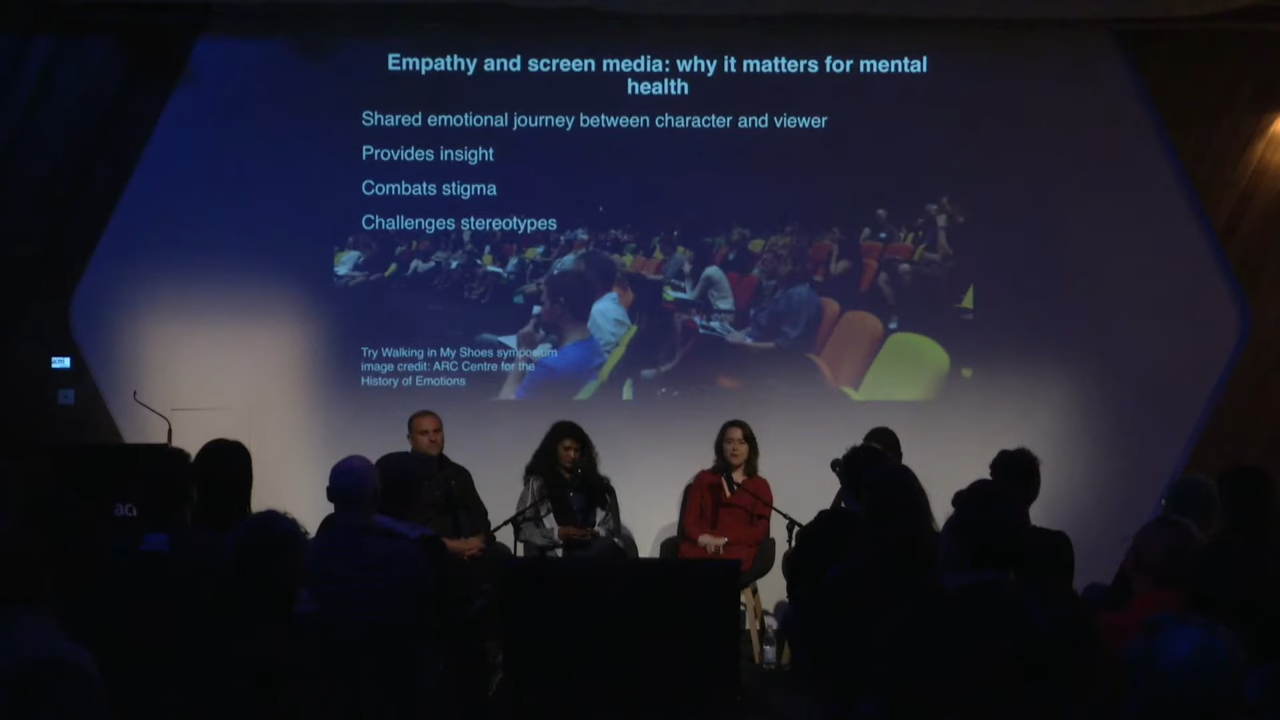 Empathy and screen media: why it matters for mental
health
Shared emotional journey between character and viewer
Provides insight
Combats stigma
Challenges stereotypes
Try Walking in My Shoes symposium
image credit: ARC Centre for the
History of Emotions